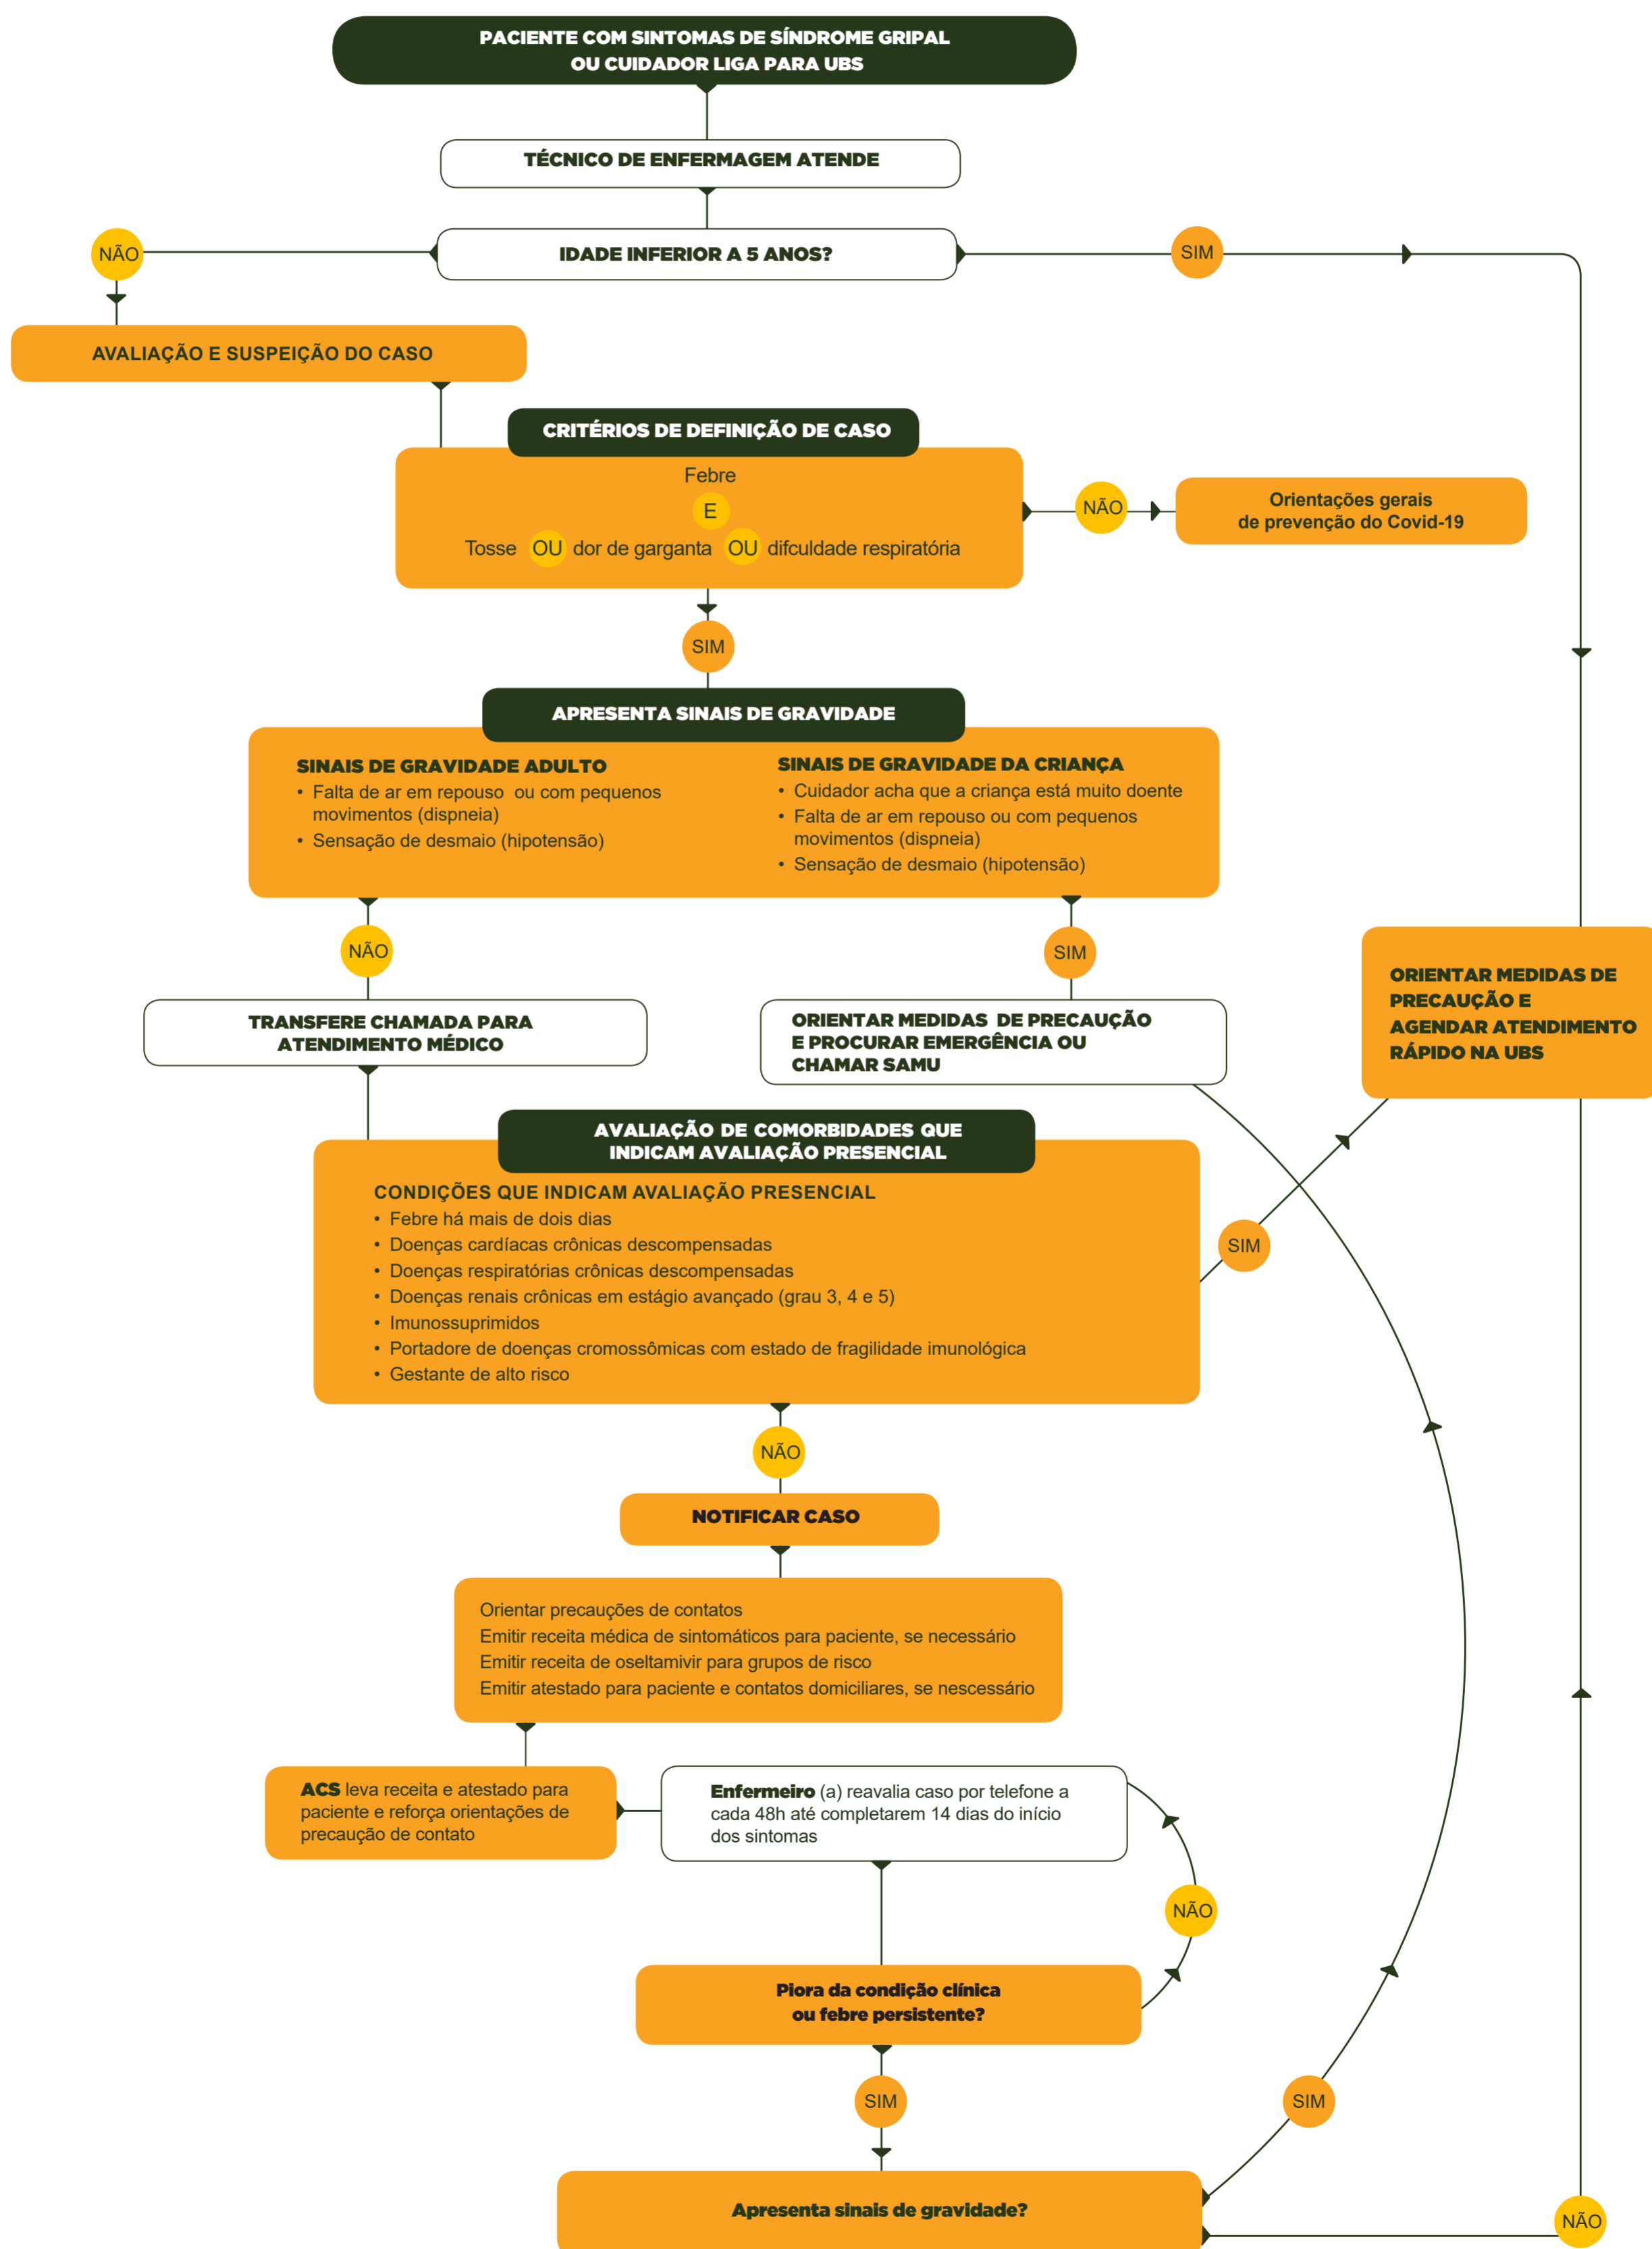 PACIENTE COM SINTOMAS DE SÍNDROME GRIPAL
OU CUIDADOR LIGA PARA UBS
TÉCNICO DE ENFERMAGEM ATENDE
NÃO
IDADE INFERIOR A 5 ANOS?
SIM
AVALIAÇÃO E SUSPEIÇÃO DO CASO
CRITÉRIOS DE DEFINIÇÃO DE CASO
Febre
E
Tosse OU dor de garganta OU difculdade respiratória
NÃO
Orientações gerais
de prevenção do Covid-19
SIM
APRESENTA SINAIS DE GRAVIDADE
SINAIS DE GRAVIDADE ADULTO
• Falta de ar em repouso ou com pequenos
movimentos (dispneia)
• Sensação de desmaio (hipotensão)
SINAIS DE GRAVIDADE DA CRIANÇA
• Cuidador acha que a criança está muito doente
• Falta de ar em repouso ou com pequenos
movimentos (dispneia)
• Sensação de desmaio (hipotensão)
NÃO
SIM
TRANSFERE CHAMADA PARA
ATENDIMENTO MÉDICO
ORIENTAR MEDIDAS DE PRECAUÇÃO
E PROCURAR EMERGÊNCIA OU
CHAMAR SAMU
ORIENTAR MEDIDAS DE
PRECAUÇÃO E
AGENDAR ATENDIMENTO
RÁPIDO NA UBS
AVALIAÇÃO DE COMORBIDADES QUE
INDICAM AVALIAÇÃO PRESENCIAL
CONDIÇÕES QUE INDICAM AVALIAÇÃO PRESENCIAL
• Febre há mais de dois dias
• Doenças cardíacas crônicas descompensadas
• Doenças respiratórias crônicas descompensadas
• Doenças renais crônicas em estágio avançado (grau 3, 4 e 5)
• Imunossuprimidos
• Portadore de doenças cromossômicas com estado de fragilidade imunológica
• Gestante de alto risco
SIM
NÃO
NOTIFICAR CASO
Orientar precauções de contatos
Emitir receita médica de sintomáticos para paciente, se necessário
Emitir receita de oseltamivir para grupos de risco
Emitir atestado para paciente e contatos domiciliares, se nescessário
ACS leva receita e atestado para
paciente e reforça orientações de
precaução de contato
Enfermeiro (a) reavalia caso por telefone a
cada 48h até completarem 14 dias do início
dos sintomas
NÃO
Piora da condição clínica
ou febre persistente?
SIM
SIM
Apresenta sinais de gravidade?
NÃO